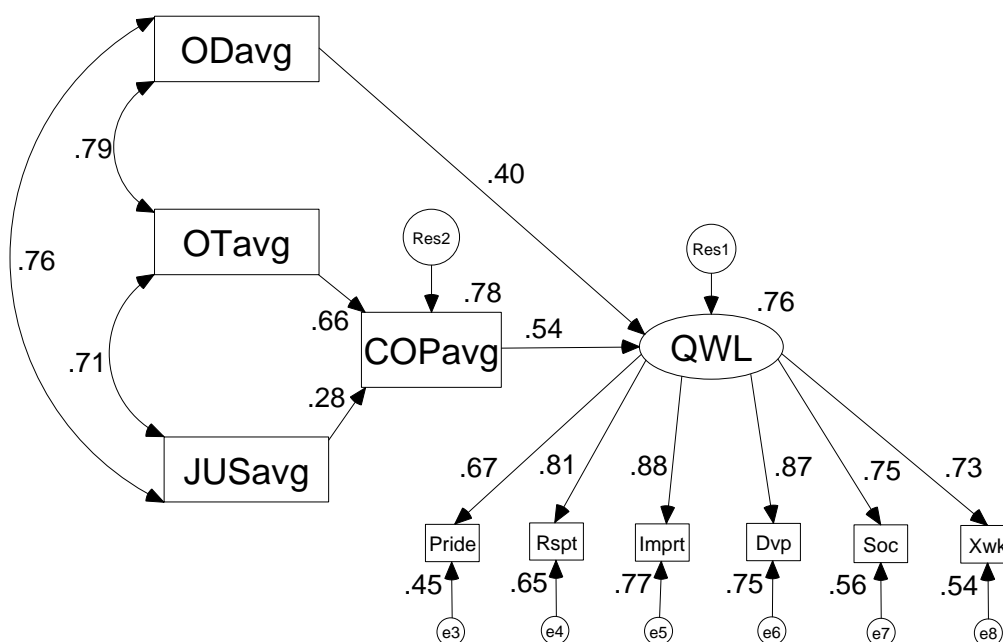 ODavg
.79
.40
.76
OTavg
Res2
Res1
.66
.78
.76
COPavg
.54
QWL
.71
.28
JUSavg
.67
.81
.88
.87
.75
.73
Pride
Rspt
Imprt
Dvp
Soc
Xwk
.45
.65
.77
.75
.56
.54
e3
e4
e5
e6
e7
e8